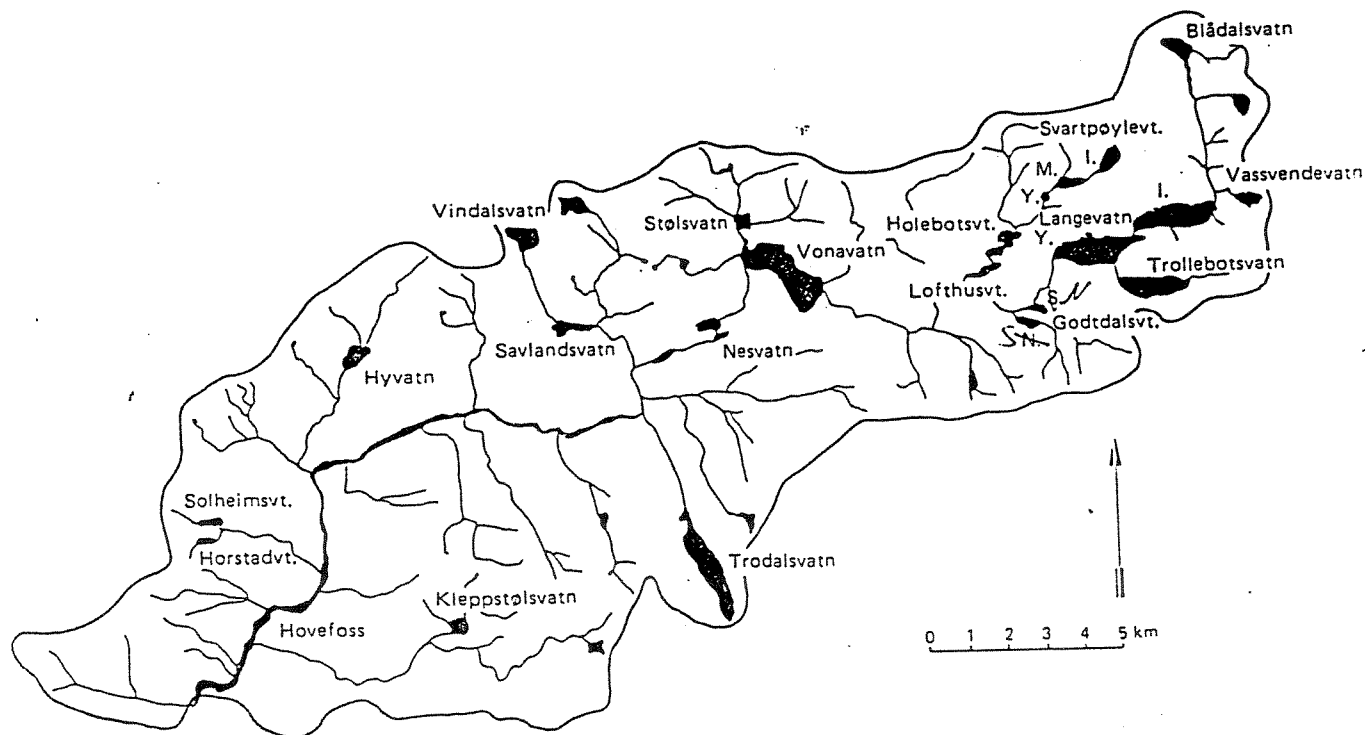 Blådalsvatn
Svartpøylevt.
M. I.
Vassvendevatn
Y. I.
Vindalsvatn
Stølsvatn
Holebotsvt.
Langevatn
Y.
Vonavatn
Trollebotsvatn
Lofthusvt.
S. N
Godtdalsvt.
S N.
Savlandsvatn
Nesvatn
Hyvatn
Solheimsvt.
Horstadvt.
Trodalsvatn
Kleppstølsvatn
Hovefoss
0 1 2 3 4 5 km